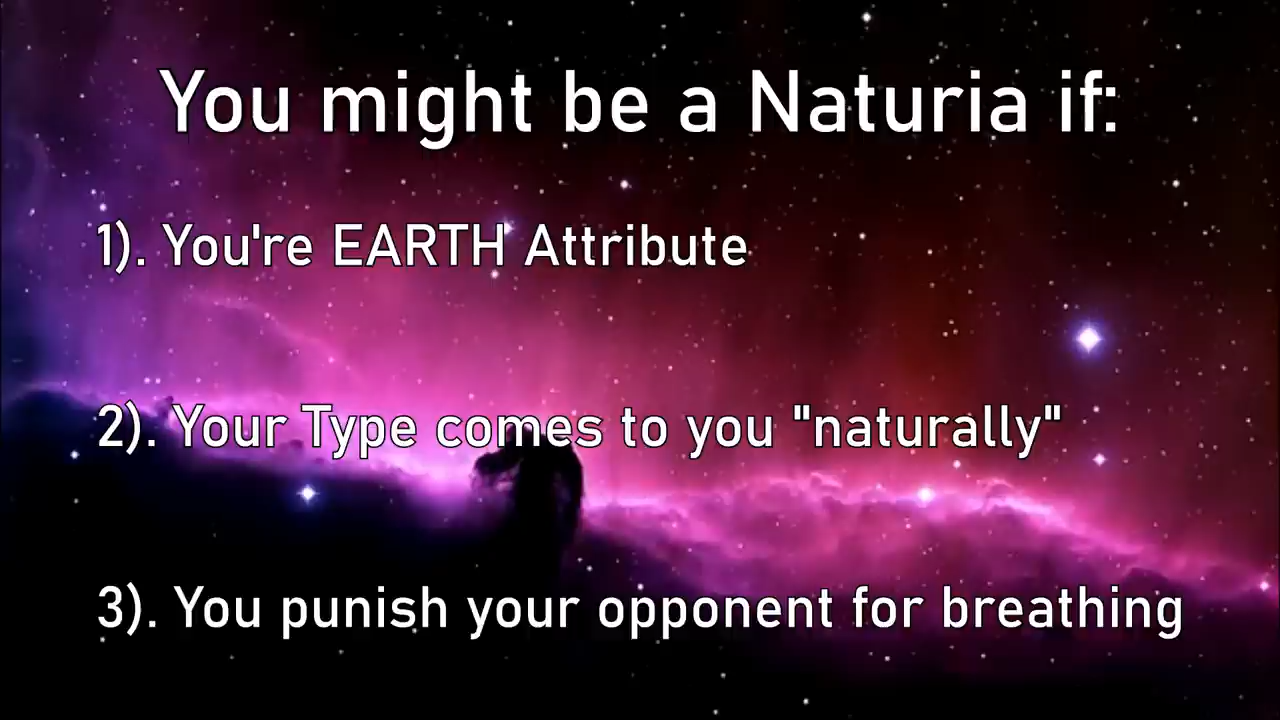 You might be a Naturia if:
1). You're EARTH Attribute
2). Your Type comes to you "naturally"
3). You punish your opponent for breathing